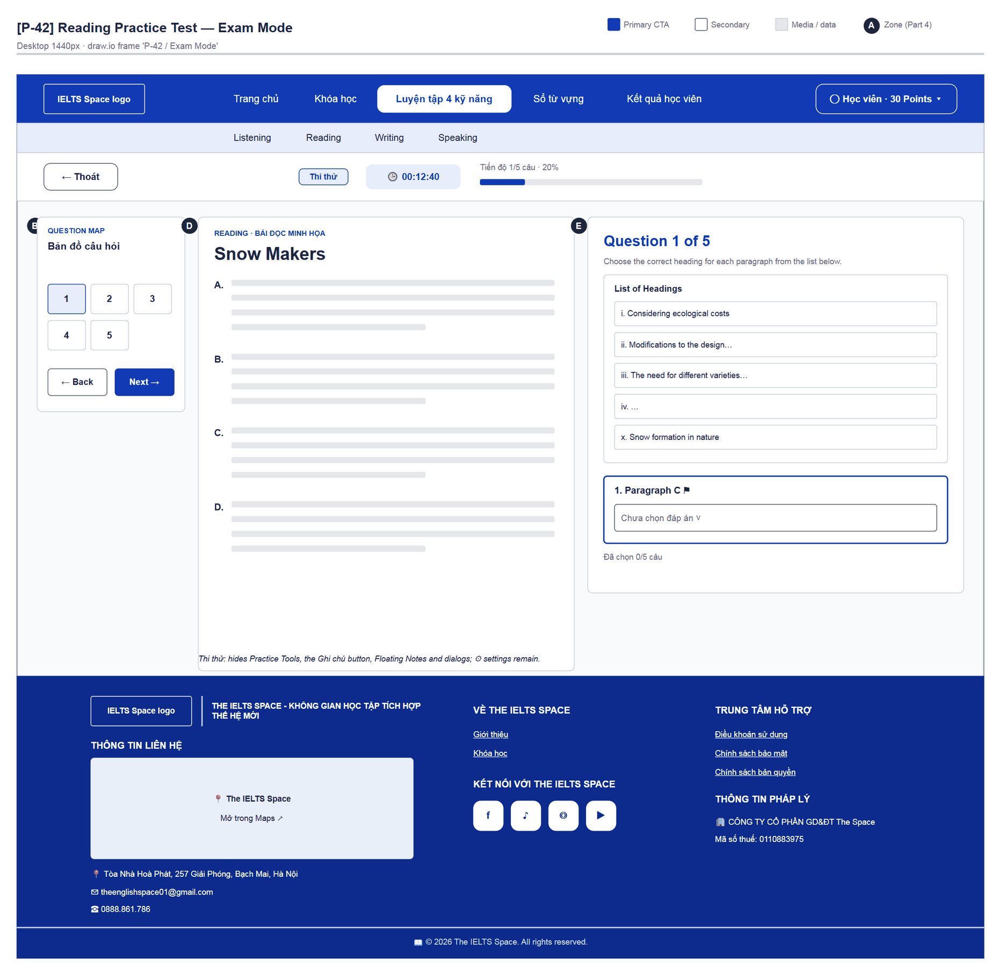 [P-42] Reading Practice Test — Exam Mode
Desktop 1440px · draw.io frame 'P-42 / Exam Mode'
Primary CTA
Secondary
Media / data
A
Zone (Part 4)
IELTS Space logo
Trang chủ
Khóa học
Luyện tập 4 kỹ năng
Sổ từ vựng
Kết quả học viên
Học viên · 30 Points ▾
Listening
Reading
Writing
Speaking
← Thoát
Thi thử
00:12:40
Tiến độ 1/5 câu · 20%
B
QUESTION MAP
Bản đồ câu hỏi
1
2
3
4
5
← Back
Next →
D
READING · BÀI ĐỌC MINH HỌA
Snow Makers
A.
B.
C.
D.
Thi thử: hides Practice Tools, the Ghi chú button, Floating Notes and dialogs; ⚙ settings remain.
E
Question 1 of 5
Choose the correct heading for each paragraph from the list below.
List of Headings
i. Considering ecological costs
ii. Modifications to the design…
iii. The need for different varieties…
iv. …
x. Snow formation in nature
1. Paragraph C ⚑
Chưa chọn đáp án ˅
Đã chọn 0/5 câu
IELTS Space logo
THE IELTS SPACE - KHÔNG GIAN HỌC TẬP TÍCH HỢP
THẾ HỆ MỚI
THÔNG TIN LIÊN HỆ
📍 The IELTS Space
Mở trong Maps ↗
📍 Tòa Nhà Hoà Phát, 257 Giải Phóng, Bạch Mai, Hà Nội
✉ theenglishspace01@gmail.com
☎ 0888.861.786
VỀ THE IELTS SPACE
Giới thiệu
Khóa học
KẾT NỐI VỚI THE IELTS SPACE
f
♪
◎
▶
TRUNG TÂM HỖ TRỢ
Điều khoản sử dụng
Chính sách bảo mật
Chính sách bản quyền
THÔNG TIN PHÁP LÝ
🏢 CÔNG TY CỔ PHẦN GD&ĐT The Space
Mã số thuế: 0110883975
📖 © 2026 The IELTS Space. All rights reserved.